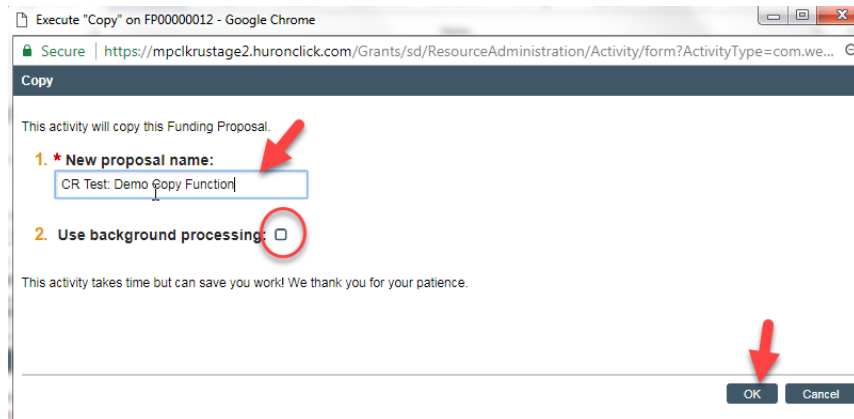 Execute "Copy" on FP00000012 - Google Chrome
Secure | https://mpclkrustage2.huronclick.com/Grants/sd/ResourceAdministration/Activity/form?ActivityType=com.we...
Copy
This activity will copy this Funding Proposal.
1. * New proposal name:
CR Test: Demo Copy Function
2. Use background processing:
This activity takes time but can save you work! We thank you for your patience.
OK Cancel